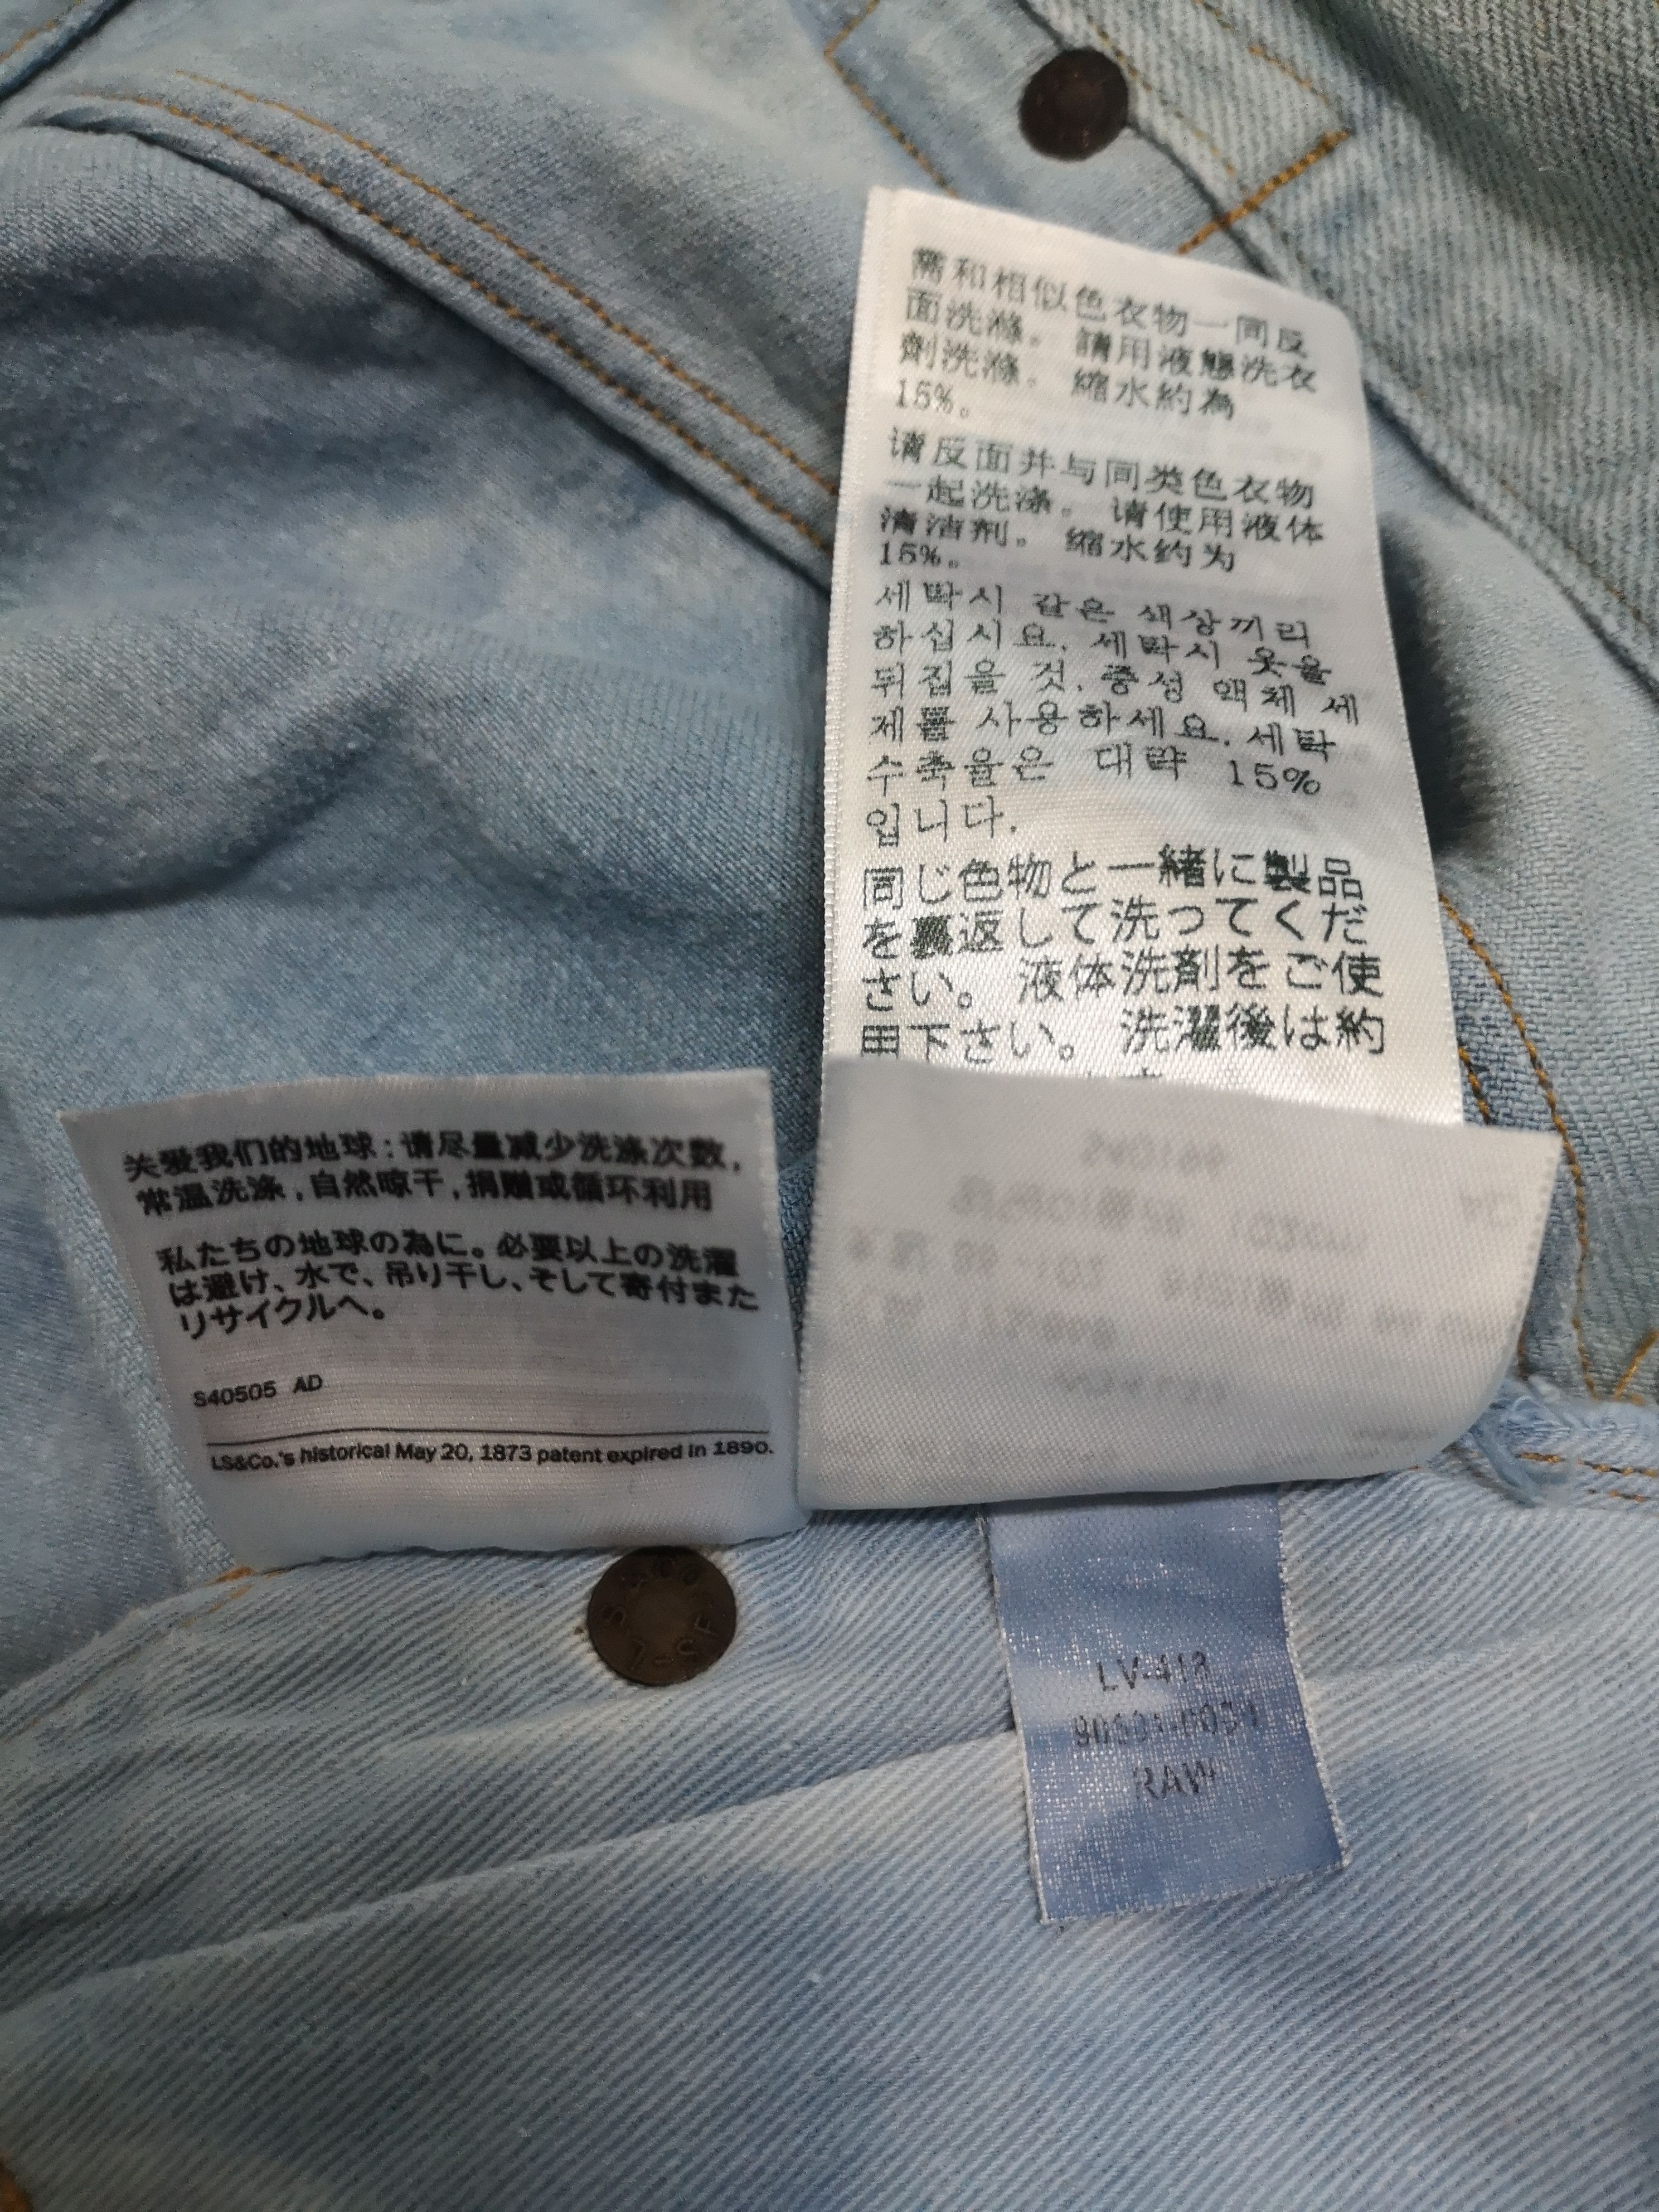 需和相似色衣物一同反
面洗滌。請用液態洗衣
劑洗滌。縮水約為
15%。
请反面并与同类色衣物
一起洗涤。请使用液体
清洁剂。缩水约为
15%。
세탁시 같은 색상끼리
하십시요. 세탁시 옷을
뒤집을 것. 중성 액체 세
제를 사용하세요. 세탁
수축율은 대략 15%
입니다.
同じ色物と一緒に製品
を裏返して洗ってくだ
さい。液体洗剤をご使
用下さい。洗濯後は約
关爱我们的地球:请尽量减少洗涤次数,
常温洗涤,自然晾干,捐赠或循环利用
私たちの地球の為に。必要以上の洗濯
は避け、水で、吊り干し、そして寄付また
リサイクルへ。
S40505 AD
LS&Co.'s historical May 20, 1873 patent expired in 1890.
LV-418
RAW